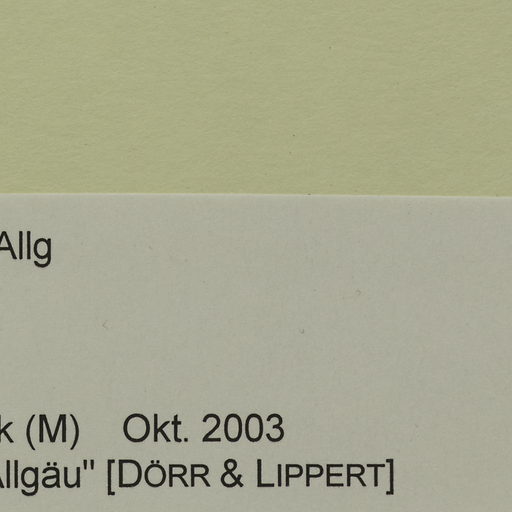 Allg
k (M) Okt. 2003
Allgäu" [DÖRR & LIPPERT]